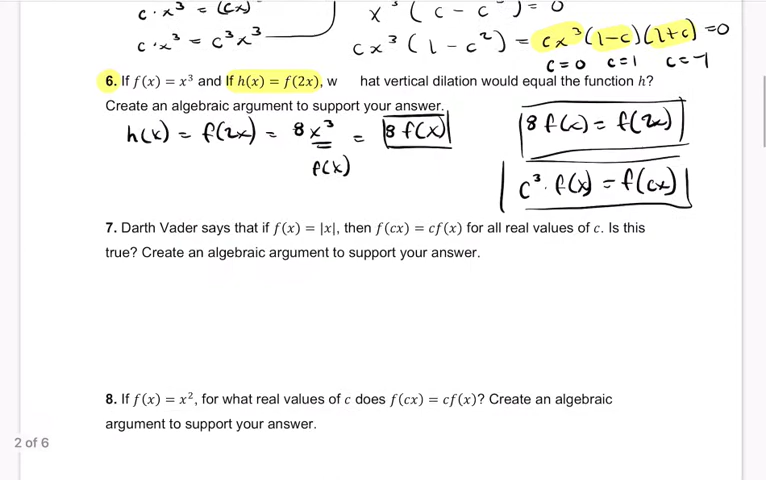 c · x³ = (cx)³
x³ ( c - c³ ) = 0
c · x³ = c³x³
cx³ ( 1 - c² ) = cx³(1-c)(1+c) = 0
c = 0 c = 1 c = -1
6. If f(x) = x³ and If h(x) = f(2x), w hat vertical dilation would equal the function h?
Create an algebraic argument to support your answer.
h(x) = f(2x) = 8x³ = 8 f(x)
f(x)
8 f(x) = f(2x)
c³ · f(x) = f(cx)
7. Darth Vader says that if f(x) = |x|, then f(cx) = cf(x) for all real values of c. Is this
true? Create an algebraic argument to support your answer.
8. If f(x) = x², for what real values of c does f(cx) = cf(x)? Create an algebraic
argument to support your answer.
2 of 6